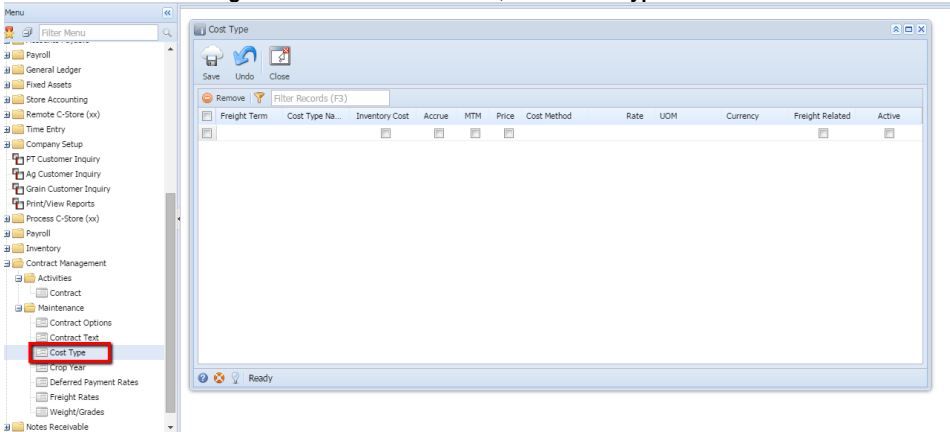 Menu
Filter Menu
Payroll
General Ledger
Fixed Assets
Store Accounting
Remote C-Store (xx)
Time Entry
Company Setup
PT Customer Inquiry
Ag Customer Inquiry
Grain Customer Inquiry
Print/View Reports
Process C-Store (xx)
Payroll
Inventory
Contract Management
Activities
Contract
Maintenance
Contract Options
Contract Text
Cost Type
Crop Year
Deferred Payment Rates
Freight Rates
Weight/Grades
Notes Receivable
Cost Type
Save Undo Close
Remove Filter Records (F3)
Freight Term Cost Type Na... Inventory Cost Accrue MTM Price Cost Method Rate UOM Currency Freight Related Active
Ready